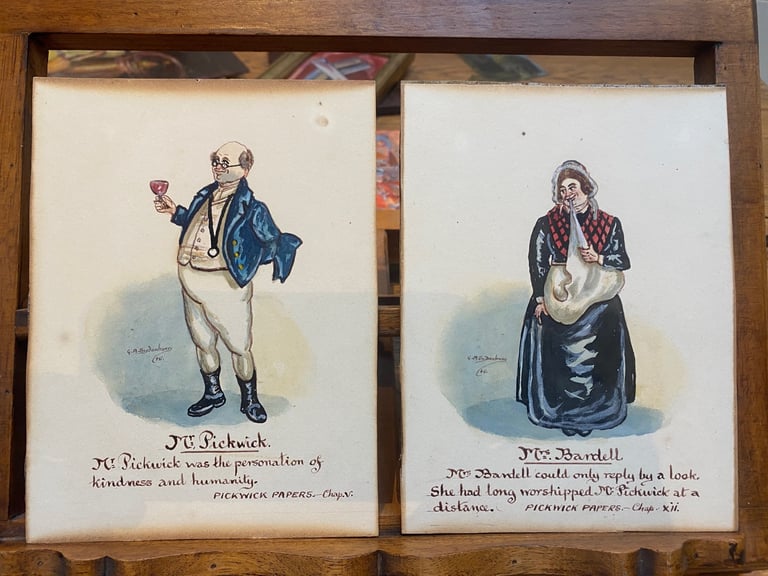 Mr. Pickwick.
Mr. Pickwick was the personation of
kindness and humanity.
PICKWICK PAPERS.—Chap. v.
Mrs. Bardell
Mrs. Bardell could only reply by a look.
She had long worshipped Mr. Pickwick at a
distance. PICKWICK PAPERS.—Chap. xii.